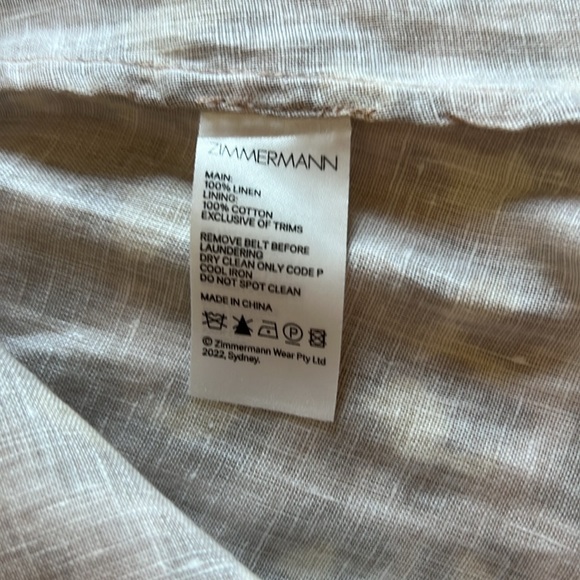 ZIMMERMANN
MAIN:
100% LINEN
LINING:
100% COTTON
EXCLUSIVE OF TRIMS
REMOVE BELT BEFORE
LAUNDERING
DRY CLEAN ONLY CODE P
COOL IRON
DO NOT SPOT CLEAN
MADE IN CHINA
P
© Zimmermann Wear Pty Ltd
2022, Sydney.